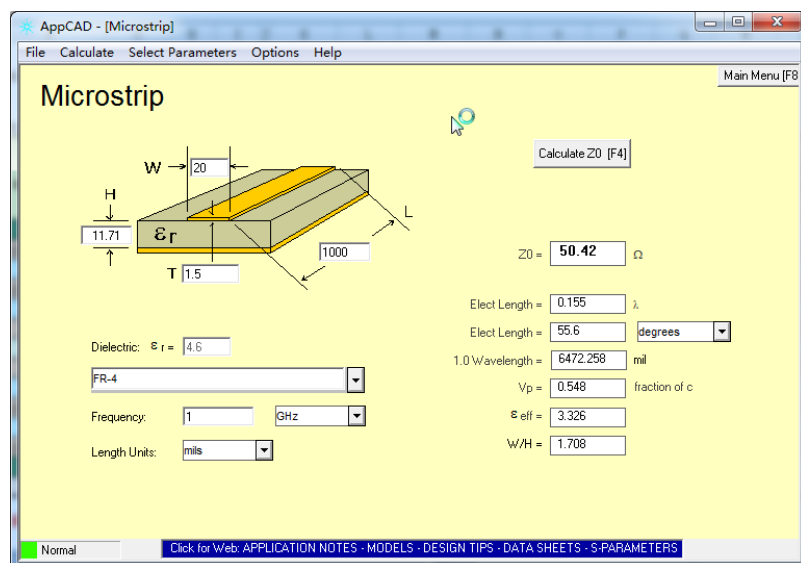 AppCAD - [Microstrip]
File Calculate Select Parameters Options Help
Main Menu [F8
Microstrip
Calculate Z0 [F4]
W 20
H
L
11.71
εr
1000
T 1.5
Z0 = 50.42 Ω
Elect Length = 0.155 λ
Elect Length = 55.6 degrees
1.0 Wavelength = 6472.258 mil
Vp = 0.548 fraction of c
ε eff = 3.326
W/H = 1.708
Dielectric: ε r = 4.6
FR-4
Frequency: 1 GHz
Length Units: mils
Normal
Click for Web: APPLICATION NOTES - MODELS - DESIGN TIPS - DATA SHEETS - S-PARAMETERS